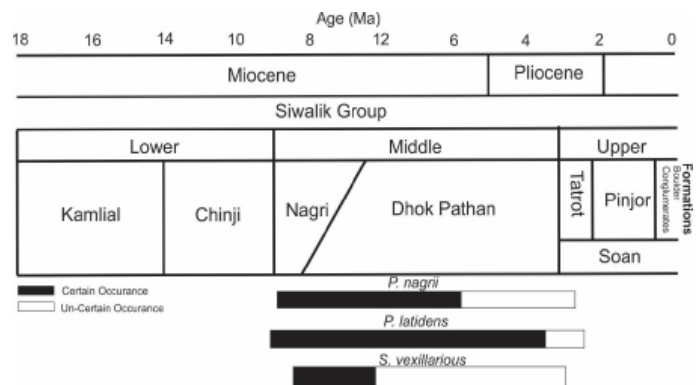 Age (Ma)
18 16 14 10 8 12 6 4 2 0
Miocene Pliocene
Siwalik Group
Lower Middle Upper
Kamlial Chinji Nagri Dhok Pathan Tatrot Pinjor Boulder Conglomerates Formations
Soan
P. nagrii
Certain Occurance
Un-Certain Occurance
P. latidens
S. vexillarious